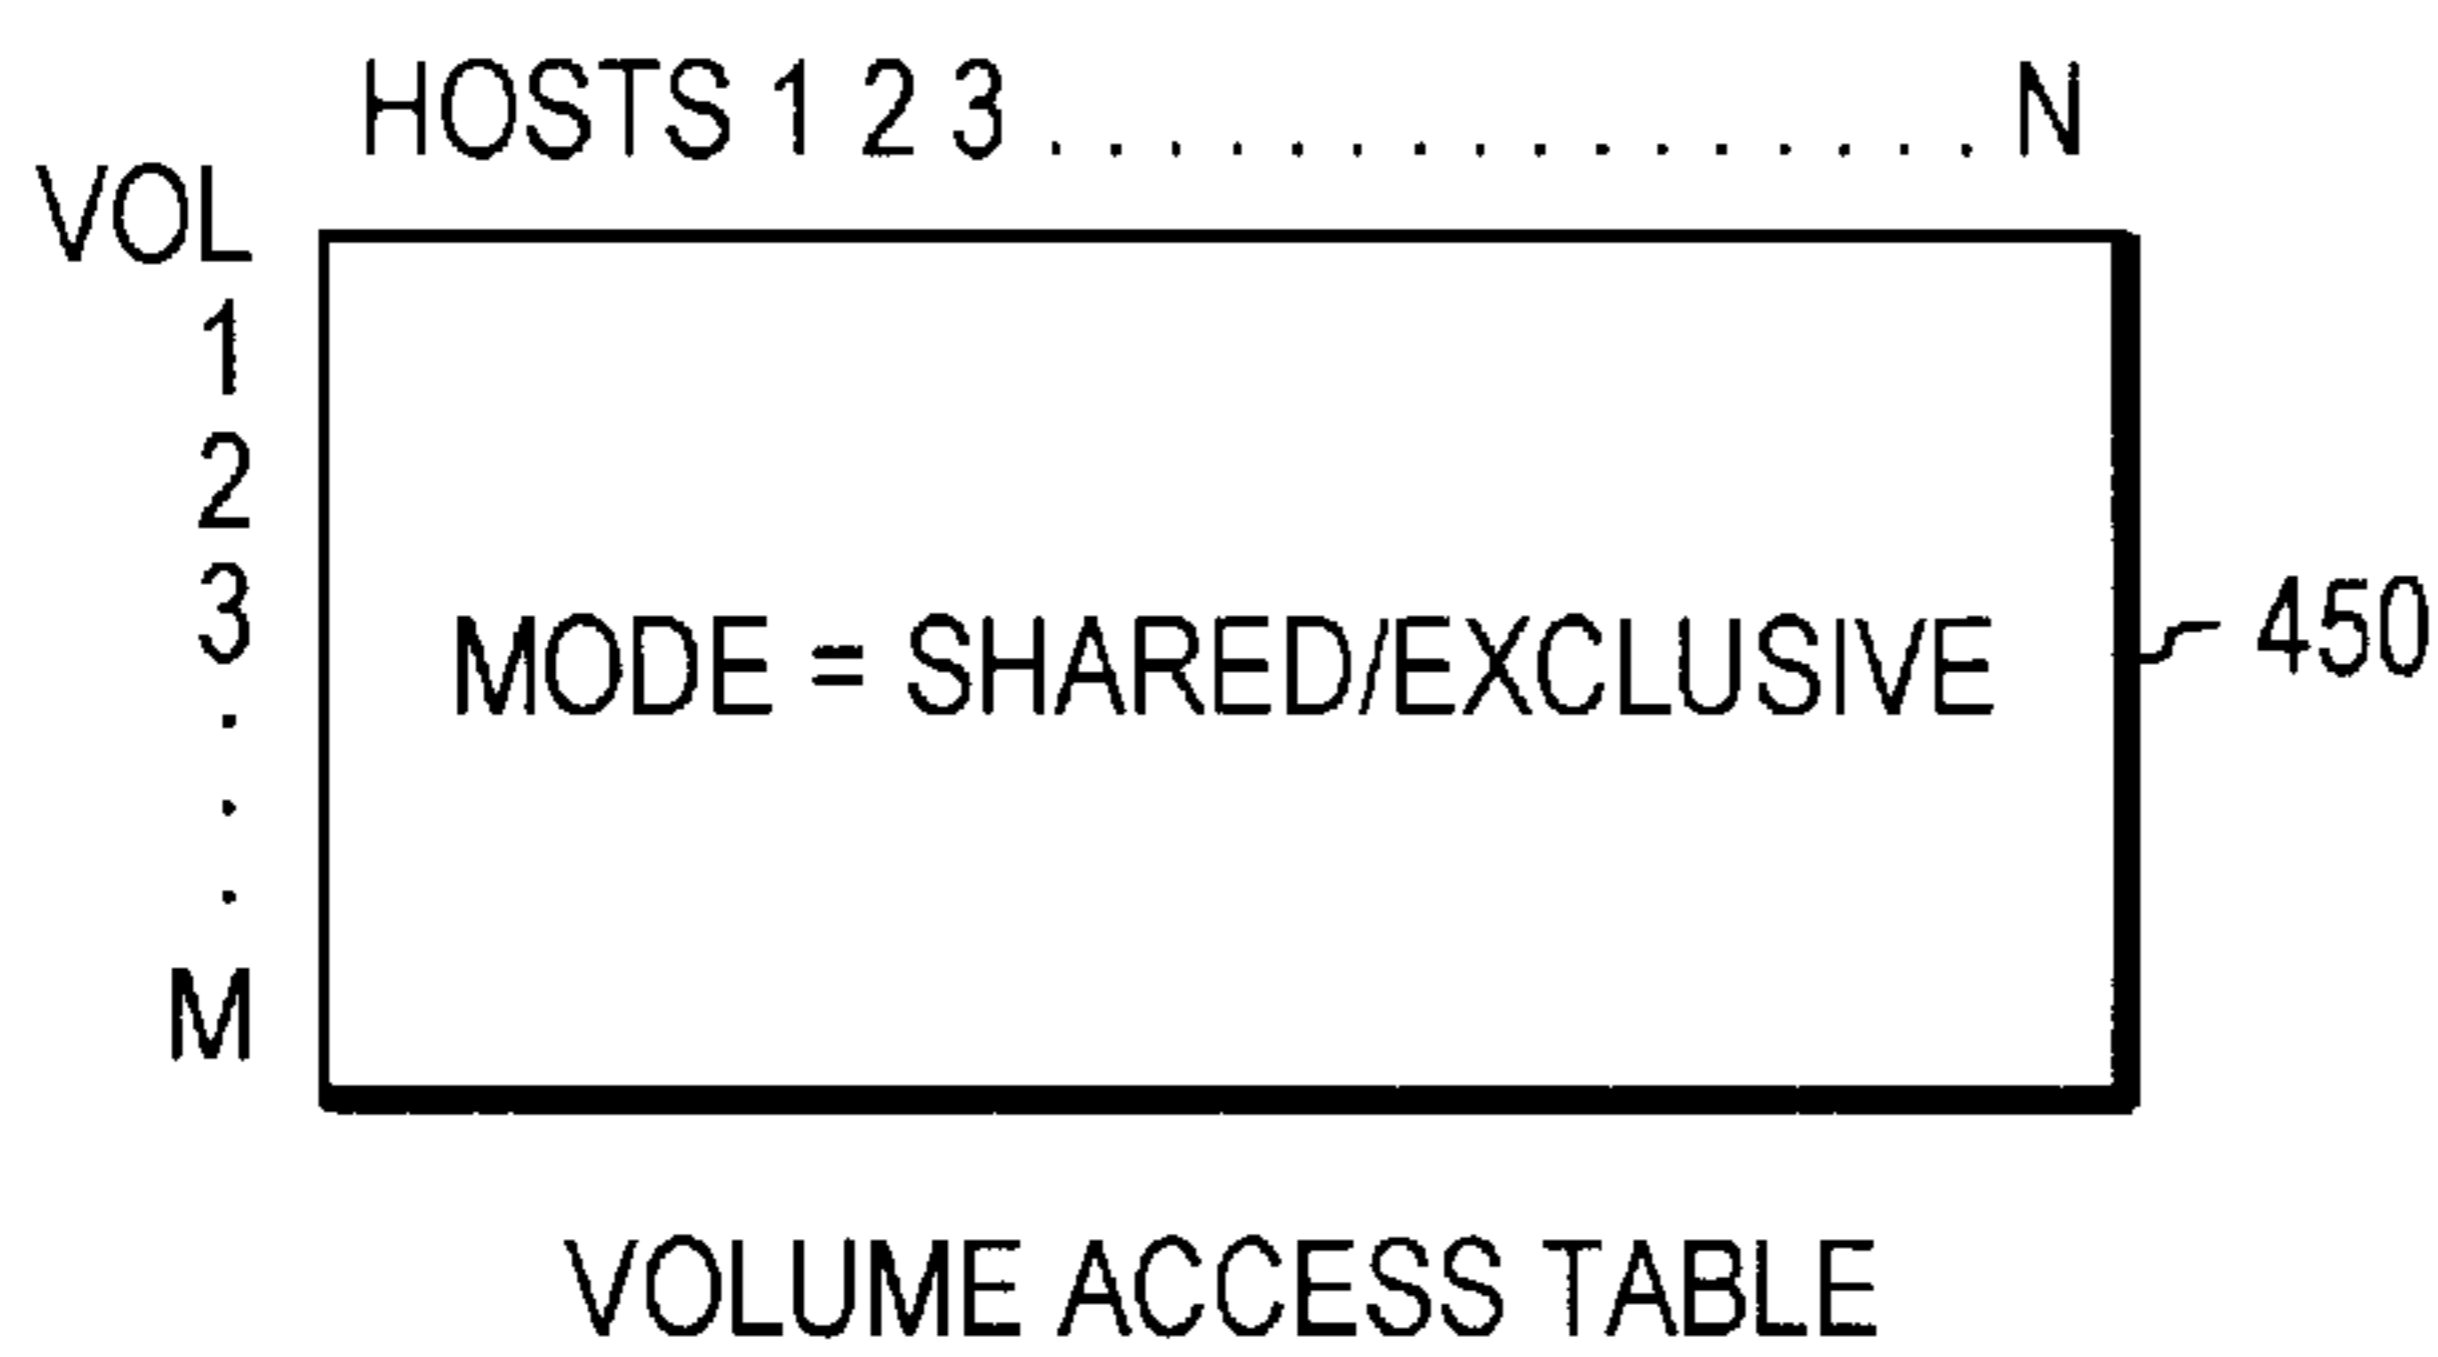 HOSTS 1 2 3 . . . . . . . . . . . . . . . . N
VOL
1
2
3
.
.
.
M
MODE = SHARED/EXCLUSIVE
450
VOLUME ACCESS TABLE